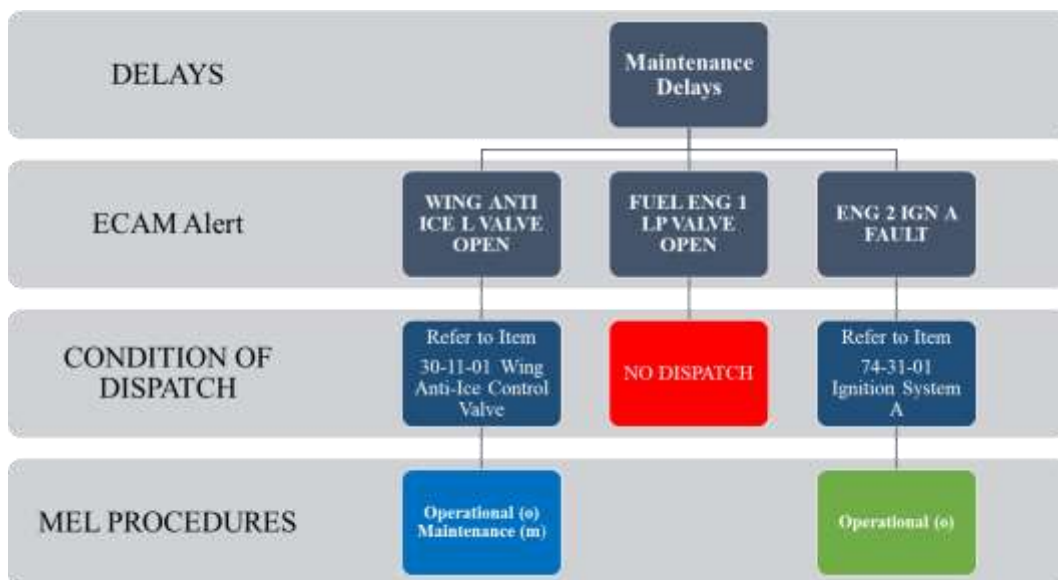 DELAYS
Maintenance
Delays
ECAM Alert
WING ANTI
ICE L VALVE
OPEN
FUEL ENG 1
LP VALVE
OPEN
ENG 2 IGN A
FAULT
CONDITION OF
DISPATCH
Refer to Item
30-11-01 Wing
Anti-Ice Control
Valve
NO DISPATCH
Refer to Item
74-31-01
Ignition System
A
MEL PROCEDURES
Operational (o)
Maintenance (m)
Operational (o)